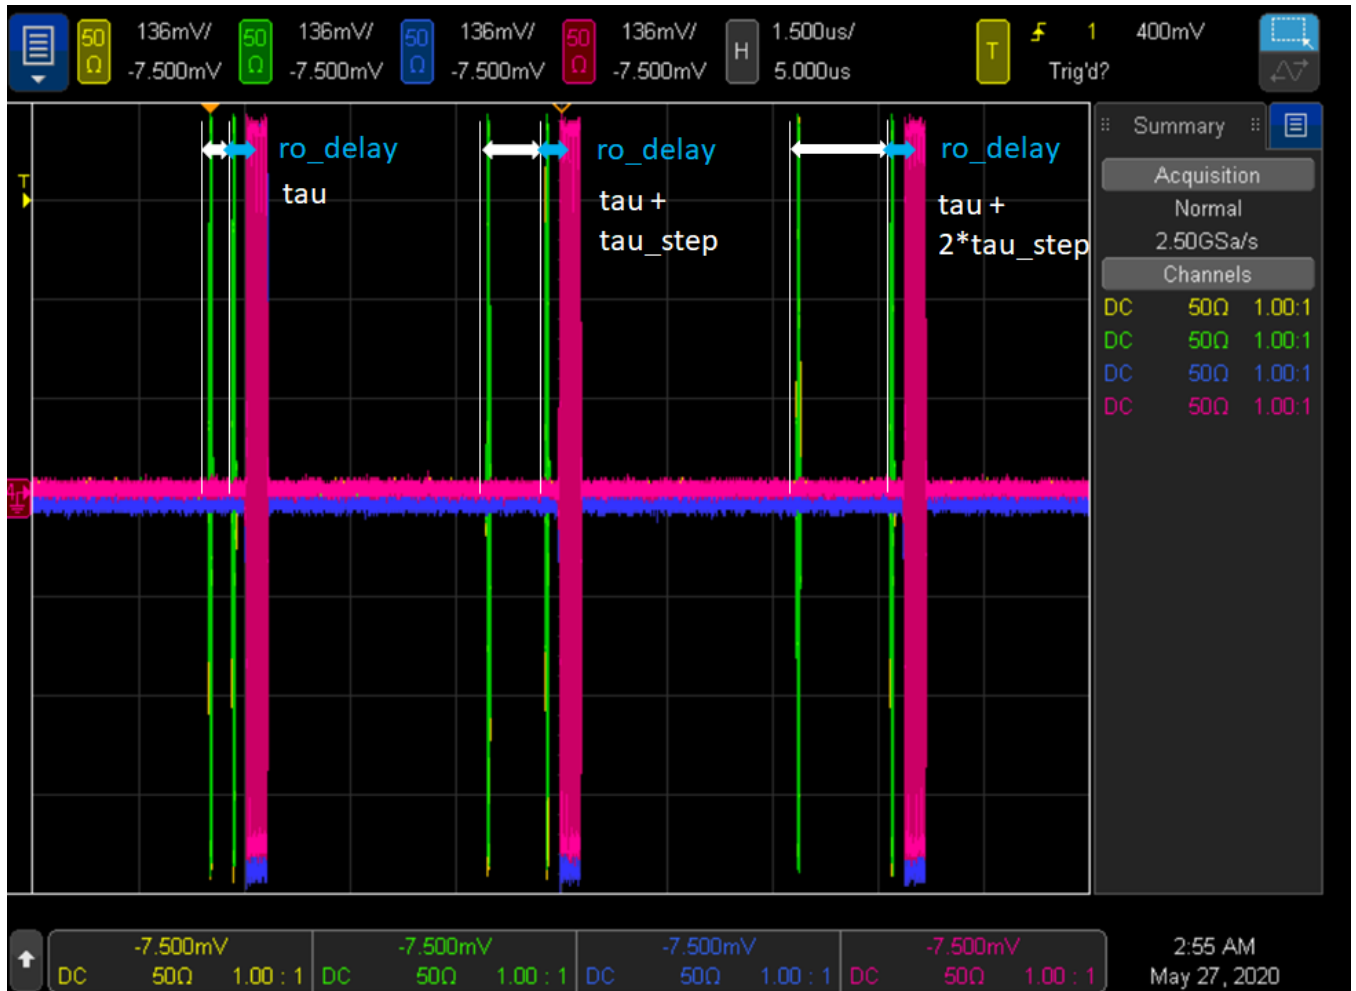 50 Ω 136mV/ -7.500mV 50 Ω 136mV/ -7.500mV 50 Ω 136mV/ -7.500mV 50 Ω 136mV/ -7.500mV H 1.500us/ 5.000us T 1 400mV Trig'd?
T
ro_delay
tau
ro_delay
tau +
tau_step
ro_delay
tau +
2*tau_step
Summary
Acquisition
Normal
2.50GSa/s
Channels
DC 50Ω 1.00:1
DC 50Ω 1.00:1
DC 50Ω 1.00:1
DC 50Ω 1.00:1
-7.500mV -7.500mV -7.500mV -7.500mV
DC 50Ω 1.00 : 1 DC 50Ω 1.00 : 1 DC 50Ω 1.00 : 1 DC 50Ω 1.00 : 1
2:55 AM
May 27, 2020